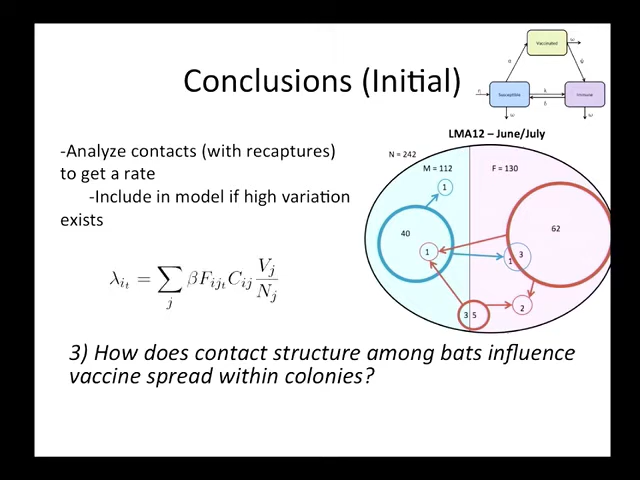 Conclusions (Initial)
Vaccinated
Susceptible
Immune
ω
α
λ
β
ω
ω
-Analyze contacts (with recaptures)
to get a rate
-Include in model if high variation
exists
λ_{i_t} = ∑_j βF_{ij_t} C_{ij} V_j/N_j
LMA12 – June/July
N = 242
M = 112
F = 130
1
40
62
1
3
1
3
5
2
3) How does contact structure among bats influence
vaccine spread within colonies?